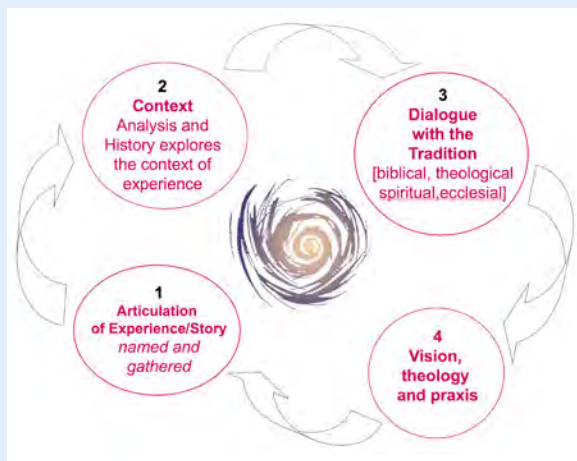 2
Context
Analysis and
History explores
the context of
experience
3
Dialogue
with the
Tradition
[biblical, theological
spiritual,ecclesial]
1
Articulation
of Experience/Story
named and
gathered
4
Vision,
theology
and praxis